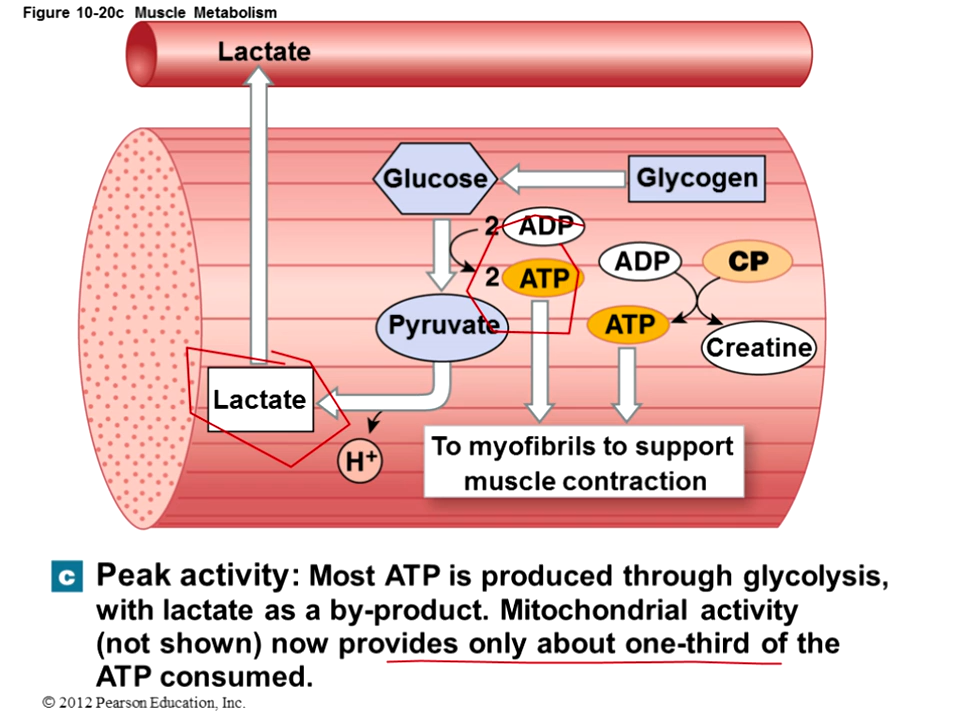 Figure 10-20c Muscle Metabolism
Lactate
Glucose
Glycogen
2 ADP
2 ATP
ADP
CP
Pyruvate
ATP
Creatine
Lactate
H+
To myofibrils to support
muscle contraction
c Peak activity: Most ATP is produced through glycolysis,
with lactate as a by-product. Mitochondrial activity
(not shown) now provides only about one-third of the
ATP consumed.
© 2012 Pearson Education, Inc.